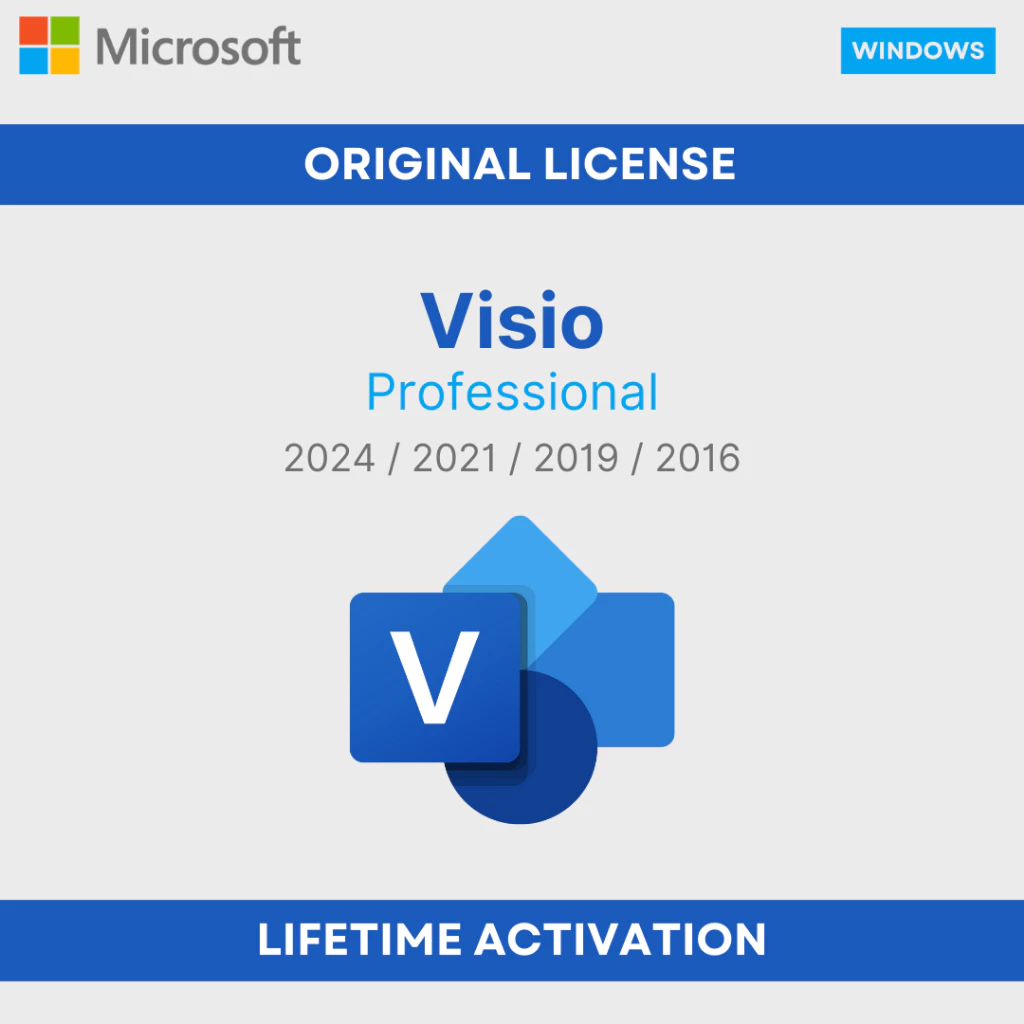 Microsoft
WINDOWS
ORIGINAL LICENSE
Visio
Professional
2024 / 2021 / 2019 / 2016
V
LIFETIME ACTIVATION